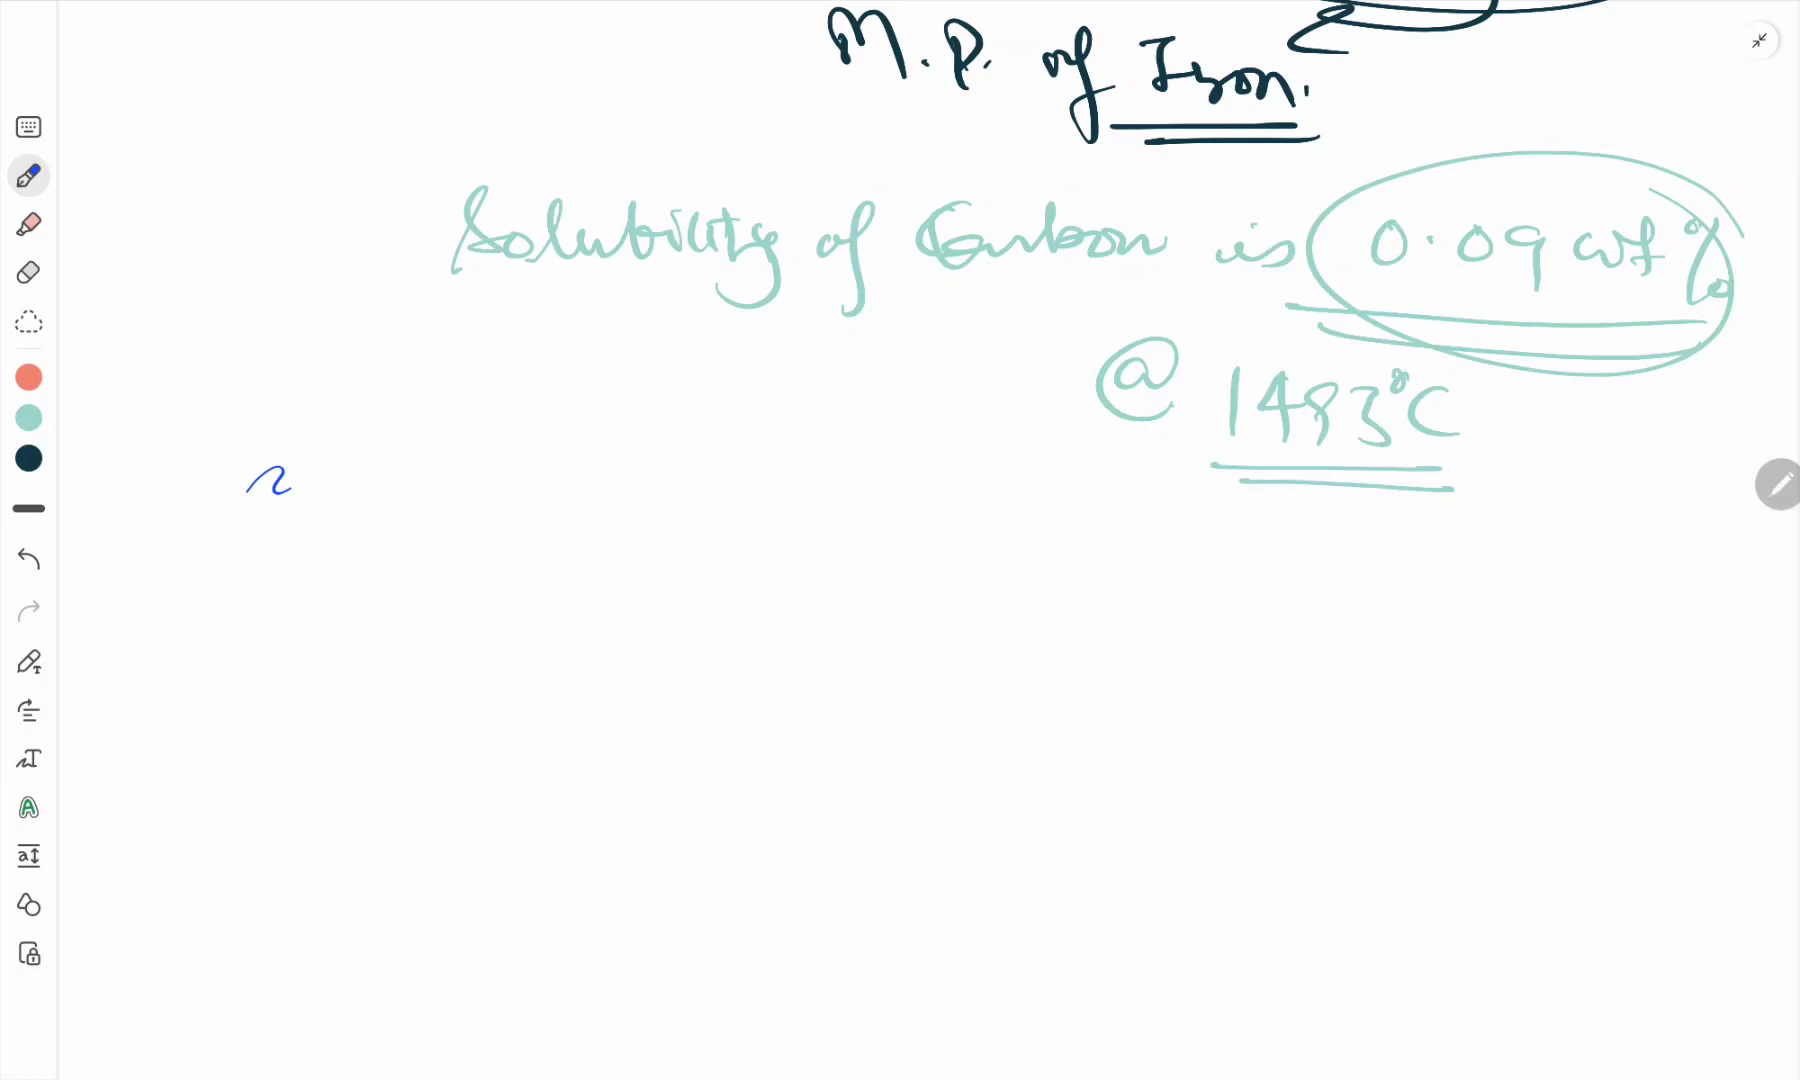 M.P. of Iron.
Solubility of Carbon is 0.09 wt%
@ 1493°C